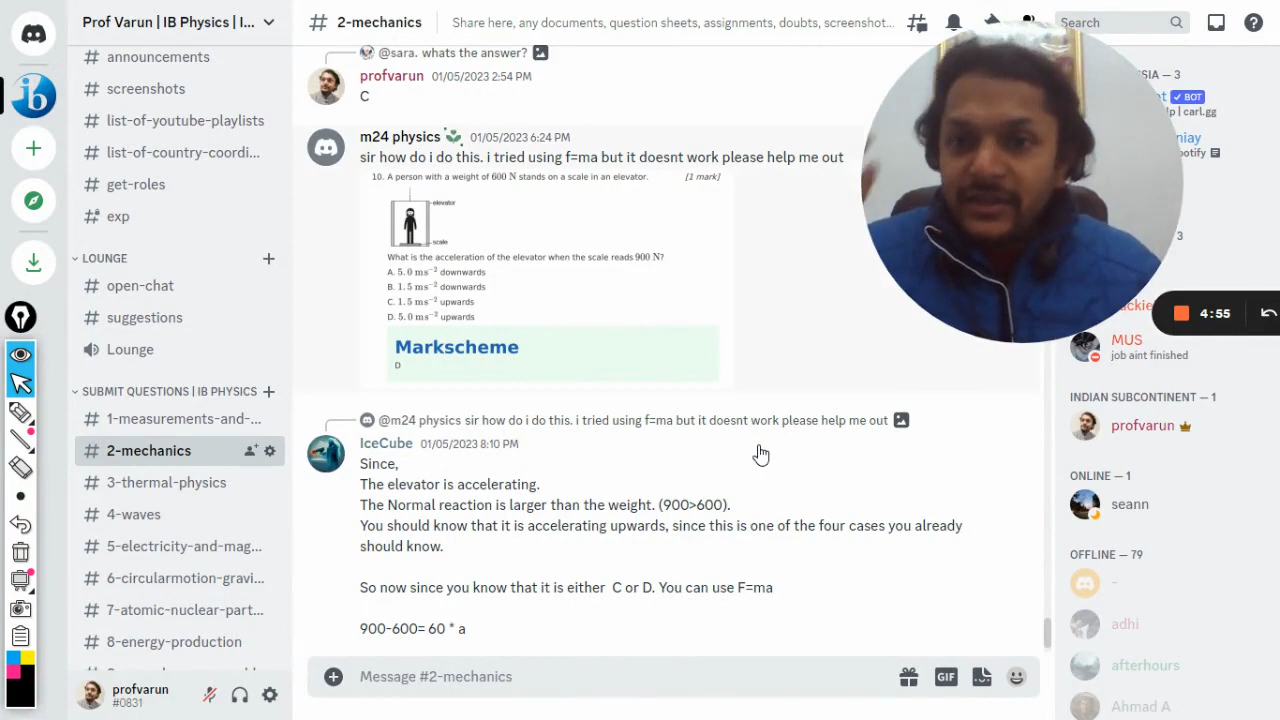 Prof Varun | IB Physics | I...
2-mechanics
Share here, any documents, question sheets, assignments, doubts, screenshot...
Search
announcements
screenshots
list-of-youtube-playlists
list-of-country-coordi...
get-roles
exp
LOUNGE
open-chat
suggestions
Lounge
SUBMIT QUESTIONS | IB PHYSICS
1-measurements-and-...
2-mechanics
3-thermal-physics
4-waves
5-electricity-and-mag...
6-circularmotion-gravi...
7-atomic-nuclear-part...
8-energy-production
profvarun
#0831
@sara. whats the answer?
profvarun 01/05/2023 2:54 PM
C
m24 physics 01/05/2023 6:24 PM
sir how do i do this. i tried using f=ma but it doesnt work please help me out
10. A person with a weight of 600 N stands on a scale in an elevator. [1 mark]
elevator
scale
What is the acceleration of the elevator when the scale reads 900 N?
A. 5.0 ms⁻² downwards
B. 1.5 ms⁻² downwards
C. 1.5 ms⁻² upwards
D. 5.0 ms⁻² upwards
Markscheme
D
@m24 physics sir how do i do this. i tried using f=ma but it doesnt work please help me out
IceCube 01/05/2023 8:10 PM
Since,
The elevator is accelerating.
The Normal reaction is larger than the weight. (900>600).
You should know that it is accelerating upwards, since this is one of the four cases you already
should know.
So now since you know that it is either C or D. You can use F=ma
900-600= 60 * a
Message #2-mechanics
GIF
SIA — 3
ot BOT
lp | carl.gg
niay
potify
3
4:55
MUS
job aint finished
INDIAN SUBCONTINENT — 1
profvarun
ONLINE — 1
seann
OFFLINE — 79
-
adhi
afterhours
Ahmad A